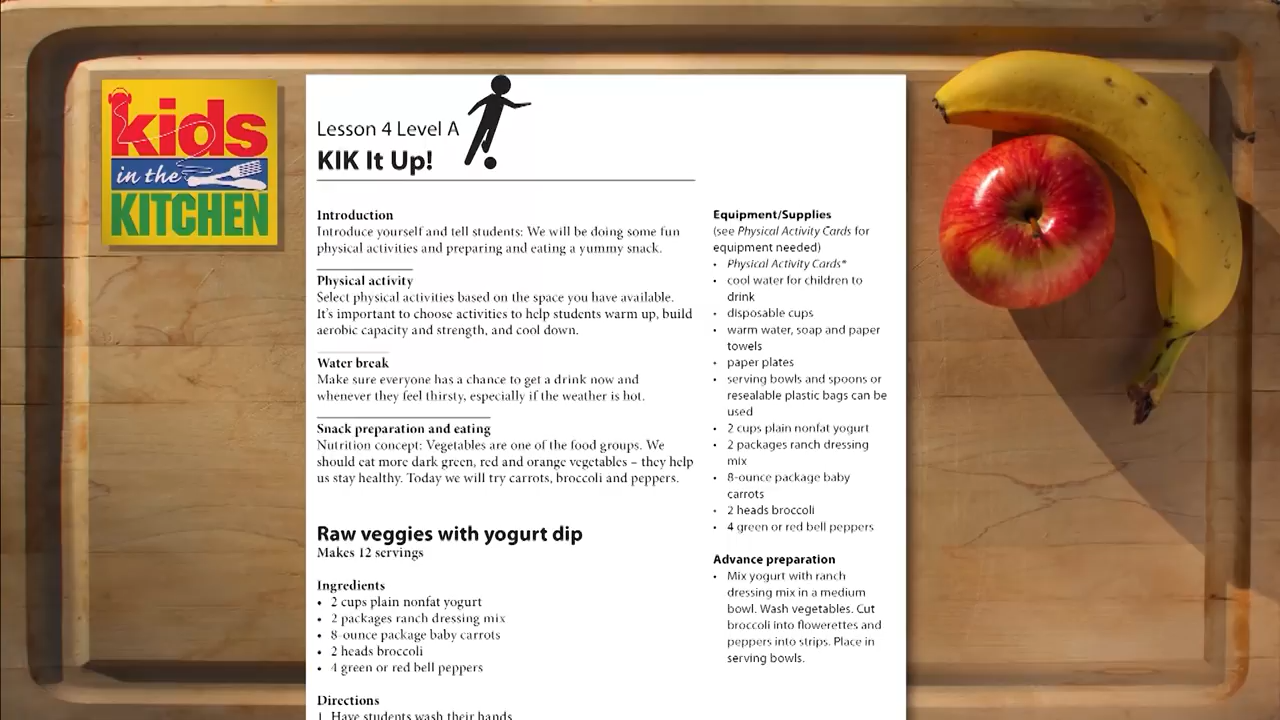 kids
in the
KITCHEN
Lesson 4 Level A
KIK It Up!
Introduction
Introduce yourself and tell students: We will be doing some fun
physical activities and preparing and eating a yummy snack.
Physical activity
Select physical activities based on the space you have available.
It's important to choose activities to help students warm up, build
aerobic capacity and strength, and cool down.
Water break
Make sure everyone has a chance to get a drink now and
whenever they feel thirsty, especially if the weather is hot.
Snack preparation and eating
Nutrition concept: Vegetables are one of the food groups. We
should eat more dark green, red and orange vegetables – they help
us stay healthy. Today we will try carrots, broccoli and peppers.
Raw veggies with yogurt dip
Makes 12 servings
Ingredients
• 2 cups plain nonfat yogurt
• 2 packages ranch dressing mix
• 8-ounce package baby carrots
• 2 heads broccoli
• 4 green or red bell peppers
Directions
1. Have students wash their hands
Equipment/Supplies
(see Physical Activity Cards for
equipment needed)
• Physical Activity Cards*
• cool water for children to
drink
• disposable cups
• warm water, soap and paper
towels
• paper plates
• serving bowls and spoons or
resealable plastic bags can be
used
• 2 cups plain nonfat yogurt
• 2 packages ranch dressing
mix
• 8-ounce package baby
carrots
• 2 heads broccoli
• 4 green or red bell peppers
Advance preparation
• Mix yogurt with ranch
dressing mix in a medium
bowl. Wash vegetables. Cut
broccoli into flowerettes and
peppers into strips. Place in
serving bowls.